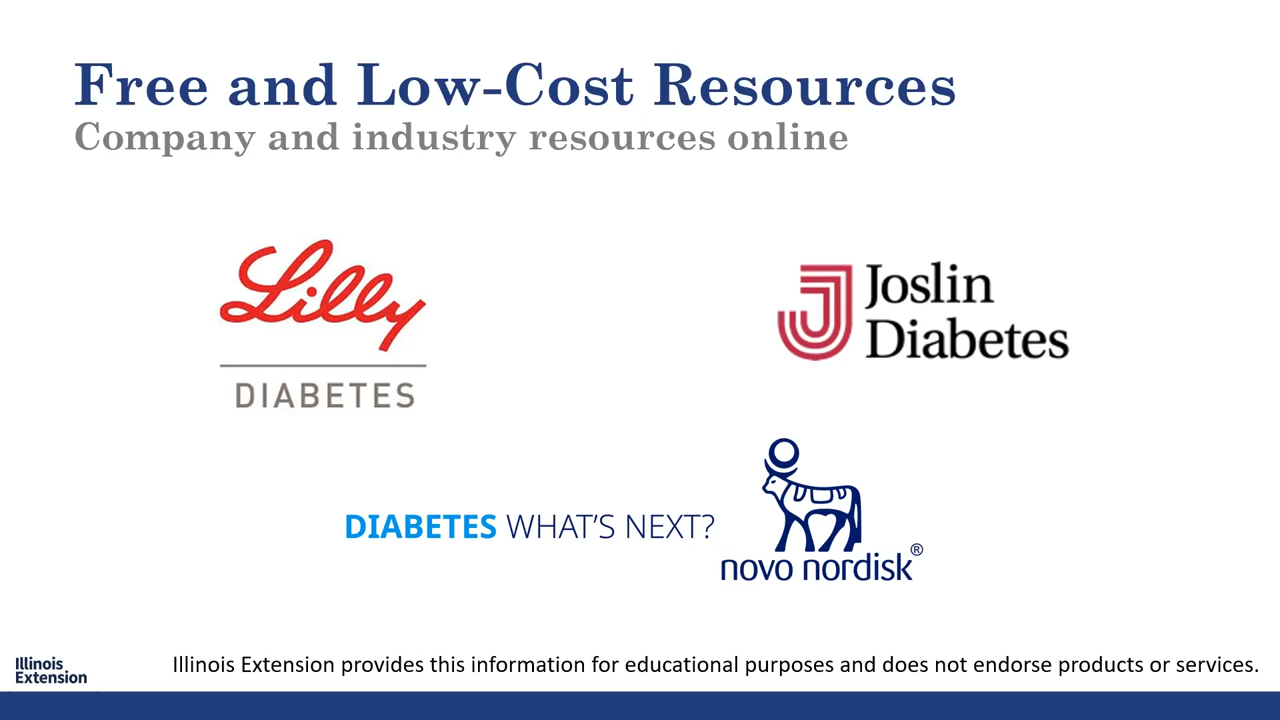 Free and Low-Cost Resources
Company and industry resources online
Lilly
DIABETES
Joslin
Diabetes
DIABETES WHAT'S NEXT?
novo nordisk®
Illinois
Extension
Illinois Extension provides this information for educational purposes and does not endorse products or services.